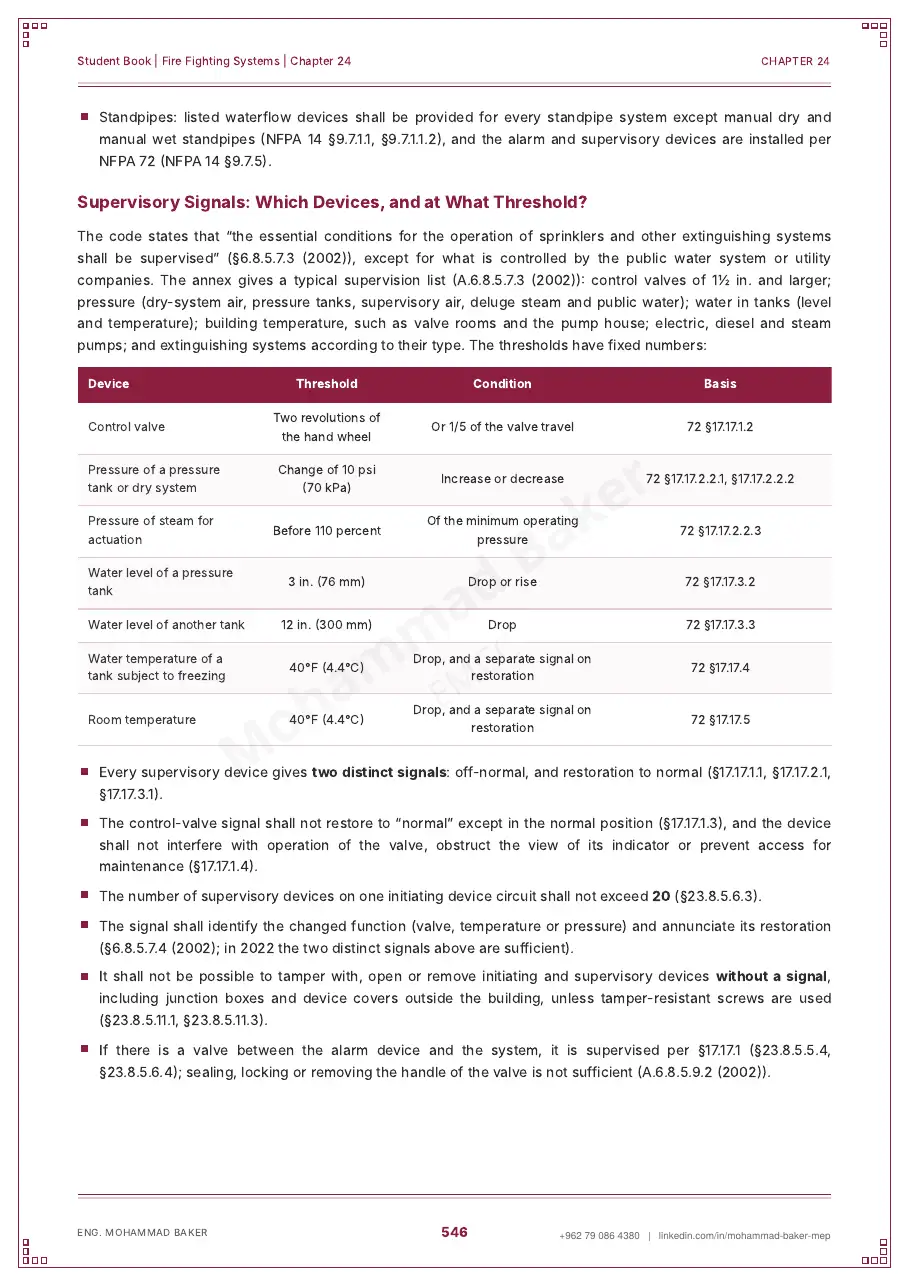 Student Book | Fire Fighting Systems | Chapter 24
CHAPTER 24
Standpipes: listed waterflow devices shall be provided for every standpipe system except manual dry and
manual wet standpipes (NFPA 14 §9.7.1.1, §9.7.1.1.2), and the alarm and supervisory devices are installed per
NFPA 72 (NFPA 14 §9.7.5).
Supervisory Signals: Which Devices, and at What Threshold?
The code states that “the essential conditions for the operation of sprinklers and other extinguishing systems
shall be supervised” (§6.8.5.7.3 (2002)), except for what is controlled by the public water system or utility
companies. The annex gives a typical supervision list (A.6.8.5.7.3 (2002)): control valves of 1½ in. and larger;
pressure (dry-system air, pressure tanks, supervisory air, deluge steam and public water); water in tanks (level
and temperature); building temperature, such as valve rooms and the pump house; electric, diesel and steam
pumps; and extinguishing systems according to their type. The thresholds have fixed numbers:
Device Threshold Condition Basis
Control valve
Two revolutions of
the hand wheel
Or 1/5 of the valve travel
72 §17.17.1.2
Pressure of a pressure
tank or dry system
Change of 10 psi
(70 kPa)
Increase or decrease
72 §17.17.2.2.1, §17.17.2.2.2
Pressure of steam for
actuation
Before 110 percent
Of the minimum operating
pressure
72 §17.17.2.2.3
Water level of a pressure
tank
3 in. (76 mm)
Drop or rise
72 §17.17.3.2
Water level of another tank
12 in. (300 mm)
Drop
72 §17.17.3.3
Water temperature of a
tank subject to freezing
40°F (4.4°C)
Drop, and a separate signal on
restoration
72 §17.17.4
Room temperature
40°F (4.4°C)
Drop, and a separate signal on
restoration
72 §17.17.5
Every supervisory device gives two distinct signals: off-normal, and restoration to normal (§17.17.1.1, §17.17.2.1,
§17.17.3.1).
The control-valve signal shall not restore to “normal” except in the normal position (§17.17.1.3), and the device
shall not interfere with operation of the valve, obstruct the view of its indicator or prevent access for
maintenance (§17.17.1.4).
The number of supervisory devices on one initiating device circuit shall not exceed 20 (§23.8.5.6.3).
The signal shall identify the changed function (valve, temperature or pressure) and annunciate its restoration
(§6.8.5.7.4 (2002); in 2022 the two distinct signals above are sufficient).
It shall not be possible to tamper with, open or remove initiating and supervisory devices without a signal,
including junction boxes and device covers outside the building, unless tamper-resistant screws are used
(§23.8.5.11.1, §23.8.5.11.3).
If there is a valve between the alarm device and the system, it is supervised per §17.17.1 (§23.8.5.5.4,
§23.8.5.6.4); sealing, locking or removing the handle of the valve is not sufficient (A.6.8.5.9.2 (2002)).
Mohammad Baker
ENG. MOHAMMAD BAKER
546
+962 79 086 4380 | linkedin.com/in/mohammad-baker-mep